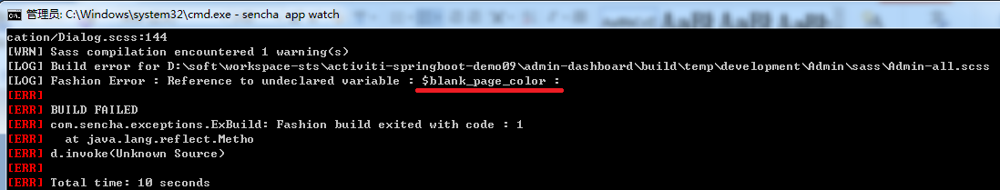 管理员: C:\Windows\system32\cmd.exe - sencha  app watch
cation/Dialog.scss:144
[WRN] Sass compilation encountered 1 warning(s)
[LOG] Build error for D:\soft\workspace-sts\activiti-springboot-demo09\admin-dashboard\build\temp\development\Admin\sass\Admin-all.scss
[LOG] Fashion Error : Reference to undeclared variable : $blank_page_color :
[ERR]
[ERR] BUILD FAILED
[ERR] com.sencha.exceptions.ExBuild: Fashion build exited with code : 1
[ERR]   at java.lang.reflect.Metho
[ERR] d.invoke(Unknown Source)
[ERR]
[ERR] Total time: 10 seconds